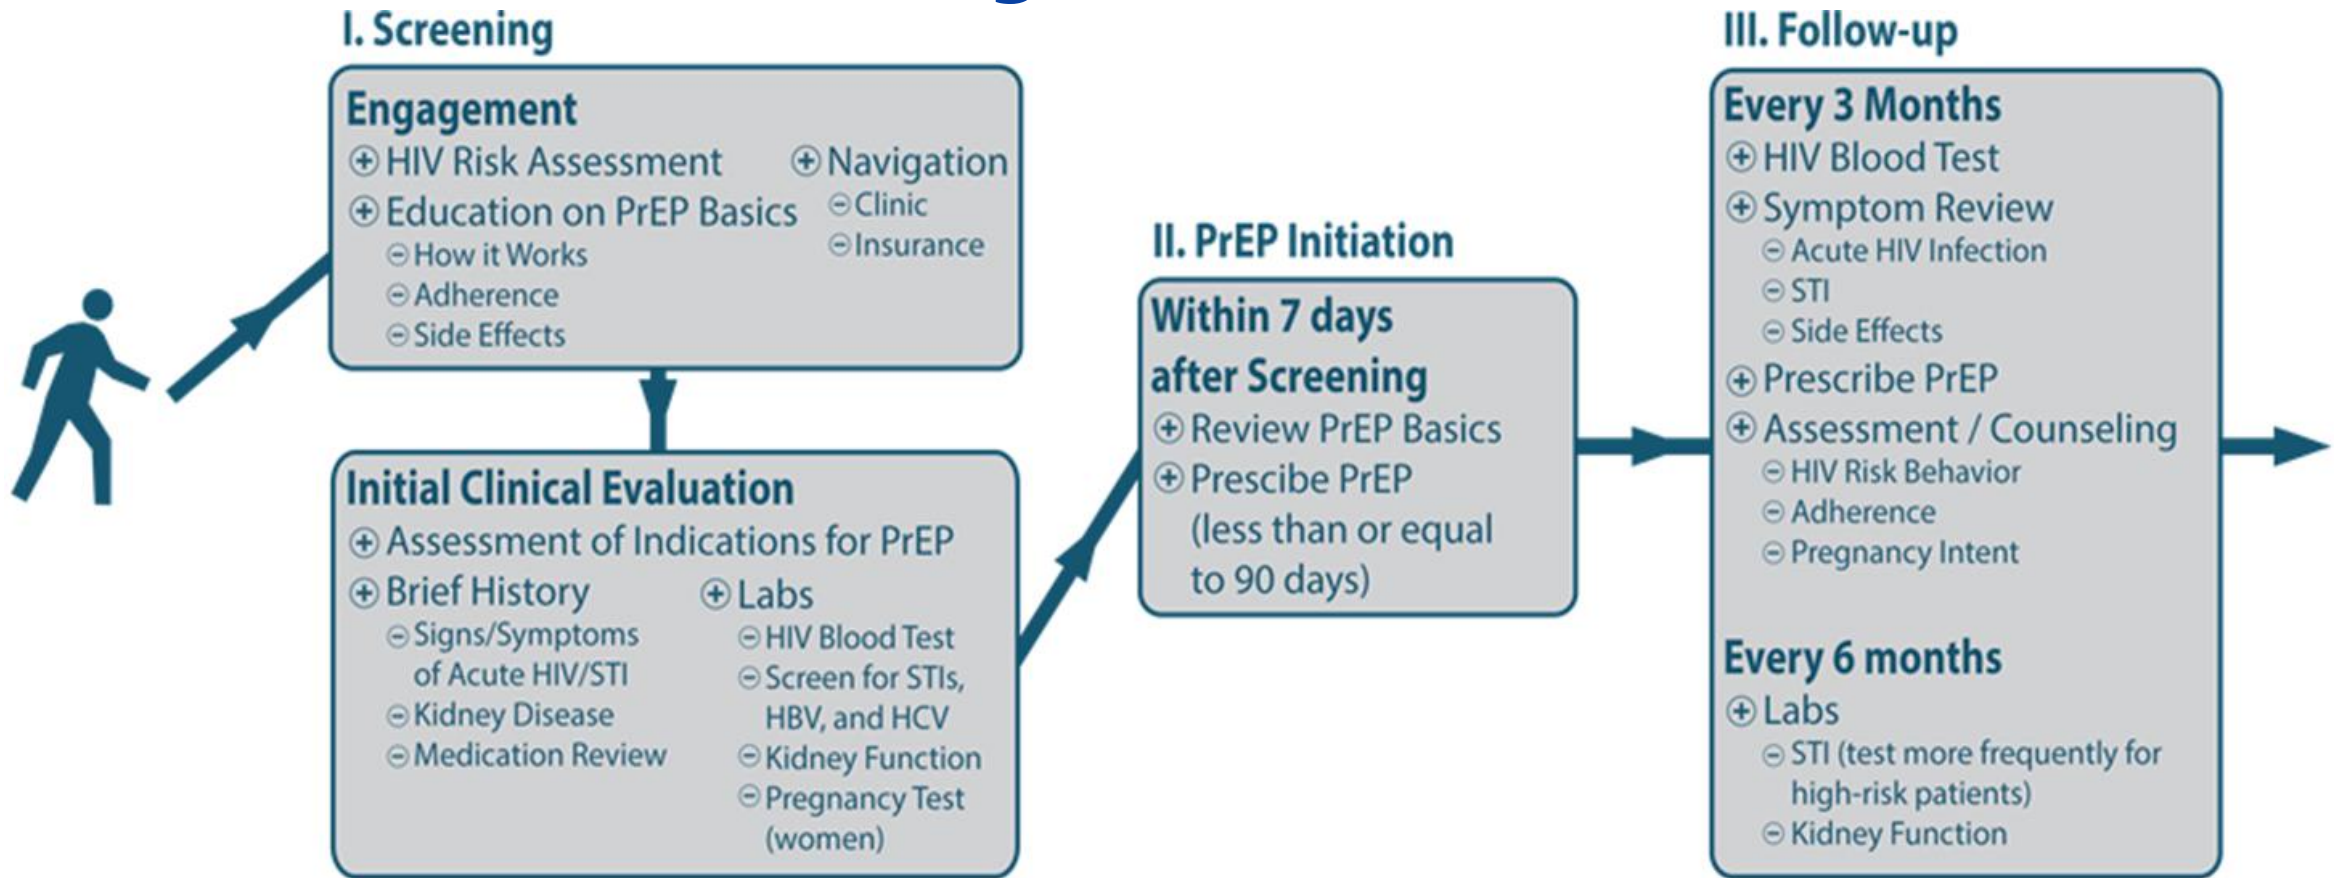 I. Screening
Engagement
HIV Risk Assessment
Education on PrEP Basics
How it Works
Adherence
Side Effects
Navigation
Clinic
Insurance
Initial Clinical Evaluation
Assessment of Indications for PrEP
Brief History
Signs/Symptoms
of Acute HIV/STI
Kidney Disease
Medication Review
Labs
HIV Blood Test
Screen for STIs,
HBV, and HCV
Kidney Function
Pregnancy Test
(women)
II. PrEP Initiation
Within 7 days
after Screening
Review PrEP Basics
Prescibe PrEP
(less than or equal
to 90 days)
III. Follow-up
Every 3 Months
HIV Blood Test
Symptom Review
Acute HIV Infection
STI
Side Effects
Prescribe PrEP
Assessment / Counseling
HIV Risk Behavior
Adherence
Pregnancy Intent
Every 6 months
Labs
STI (test more frequently for
high-risk patients)
Kidney Function